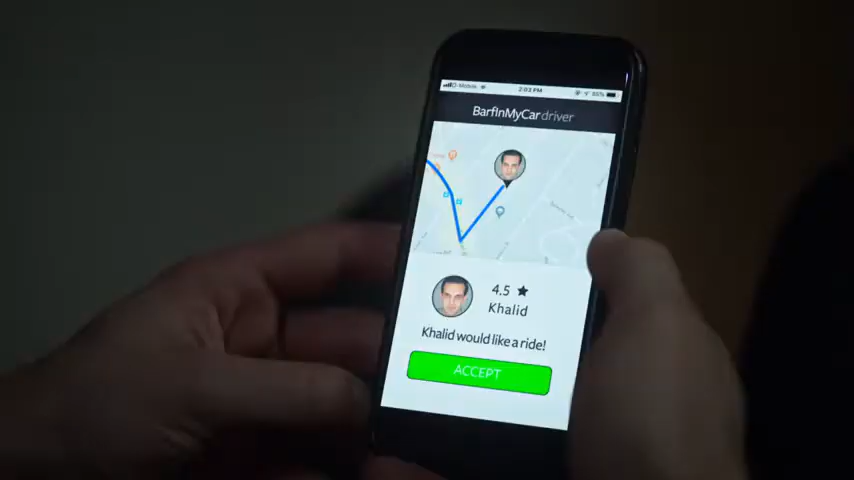 2:03 PM
BarfInMyCar driver
4.5 ★
Khalid
Khalid would like a ride!
ACCEPT